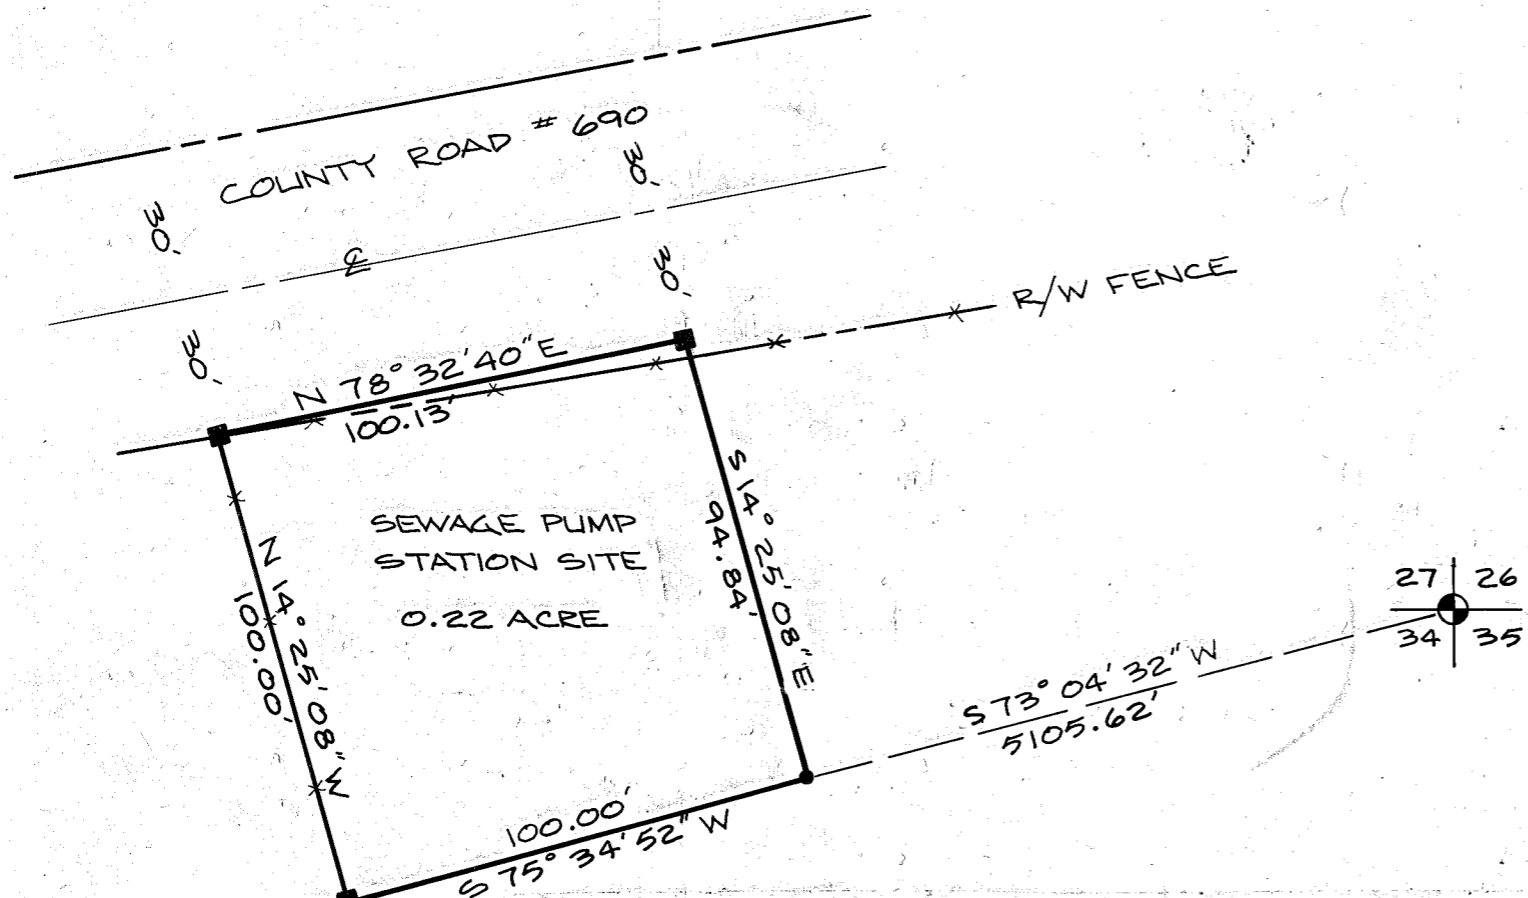 COUNTY ROAD # 690
30'
30'
℄
30'
30'
R/W FENCE
N 78° 32' 40" E
100.13'
SEWAGE PUMP
STATION SITE
0.22 ACRE
N 14° 25' 08" W
100.00'
S 14° 25' 08" E
94.84'
100.00'
S 75° 34' 52" W
S 73° 04' 32" W
5105.62'
27 26
34 35